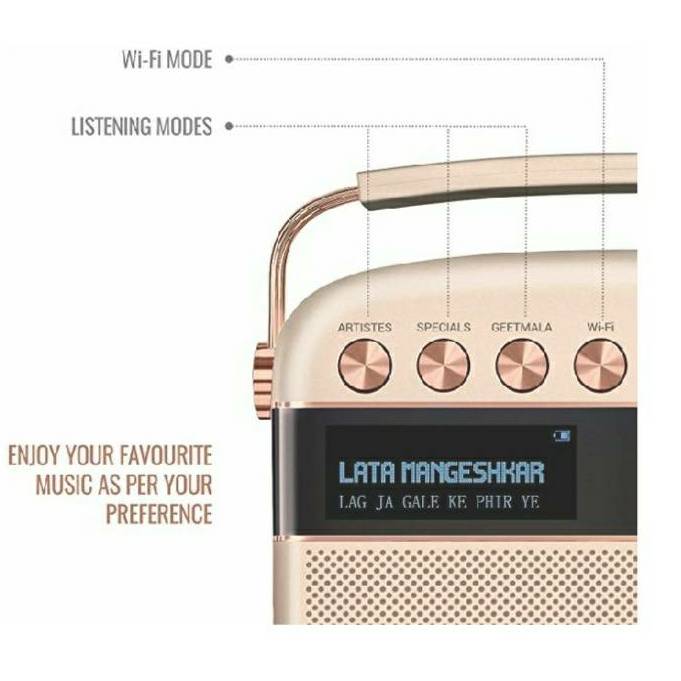 Wi-Fi MODE
LISTENING MODES
ARTISTES SPECIALS GEETMALA Wi-Fi
LATA MANGESHKAR
LAG JA GALE KE PHIR YE
ENJOY YOUR FAVOURITE
MUSIC AS PER YOUR
PREFERENCE